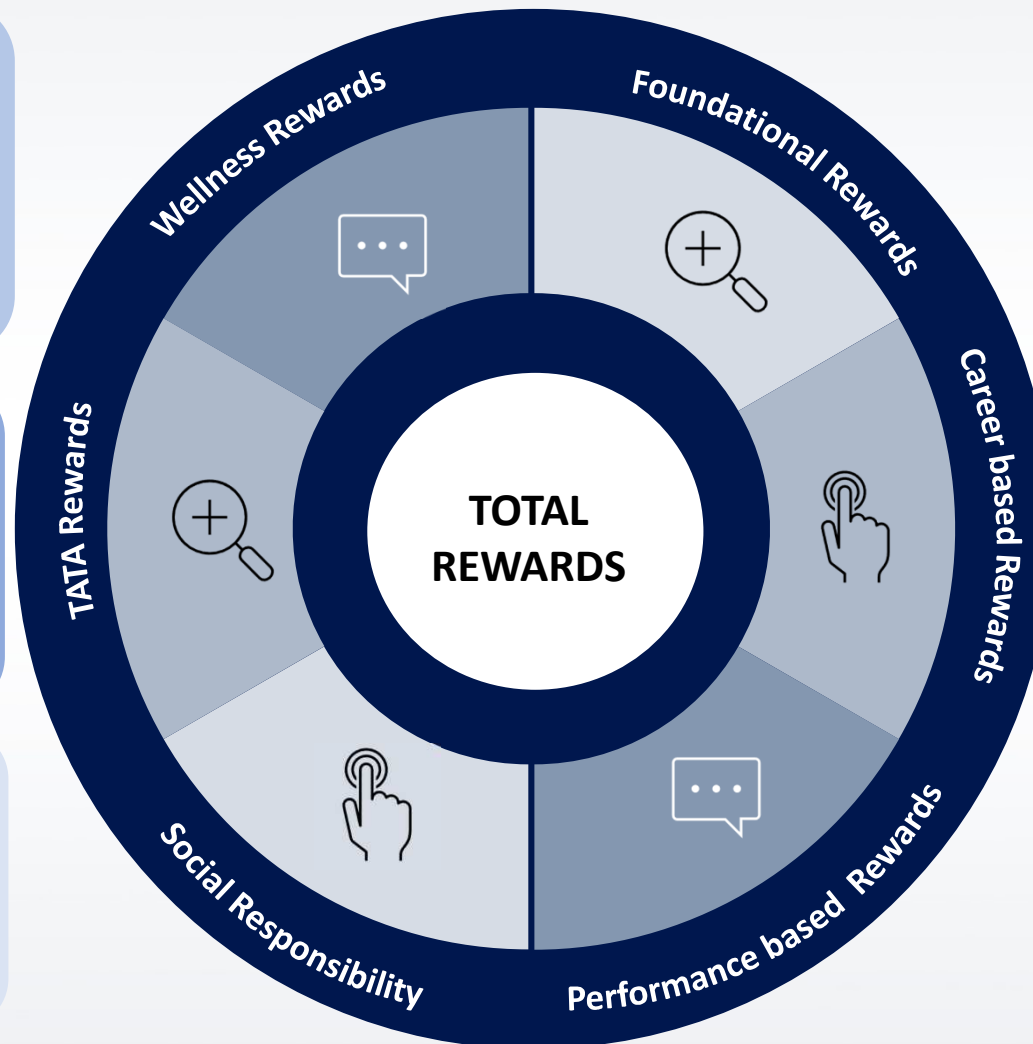 Wellness Rewards
Foundational Rewards
Career based Rewards
Performance based  Rewards
Social Responsibility
TATA Rewards
TOTAL
REWARDS